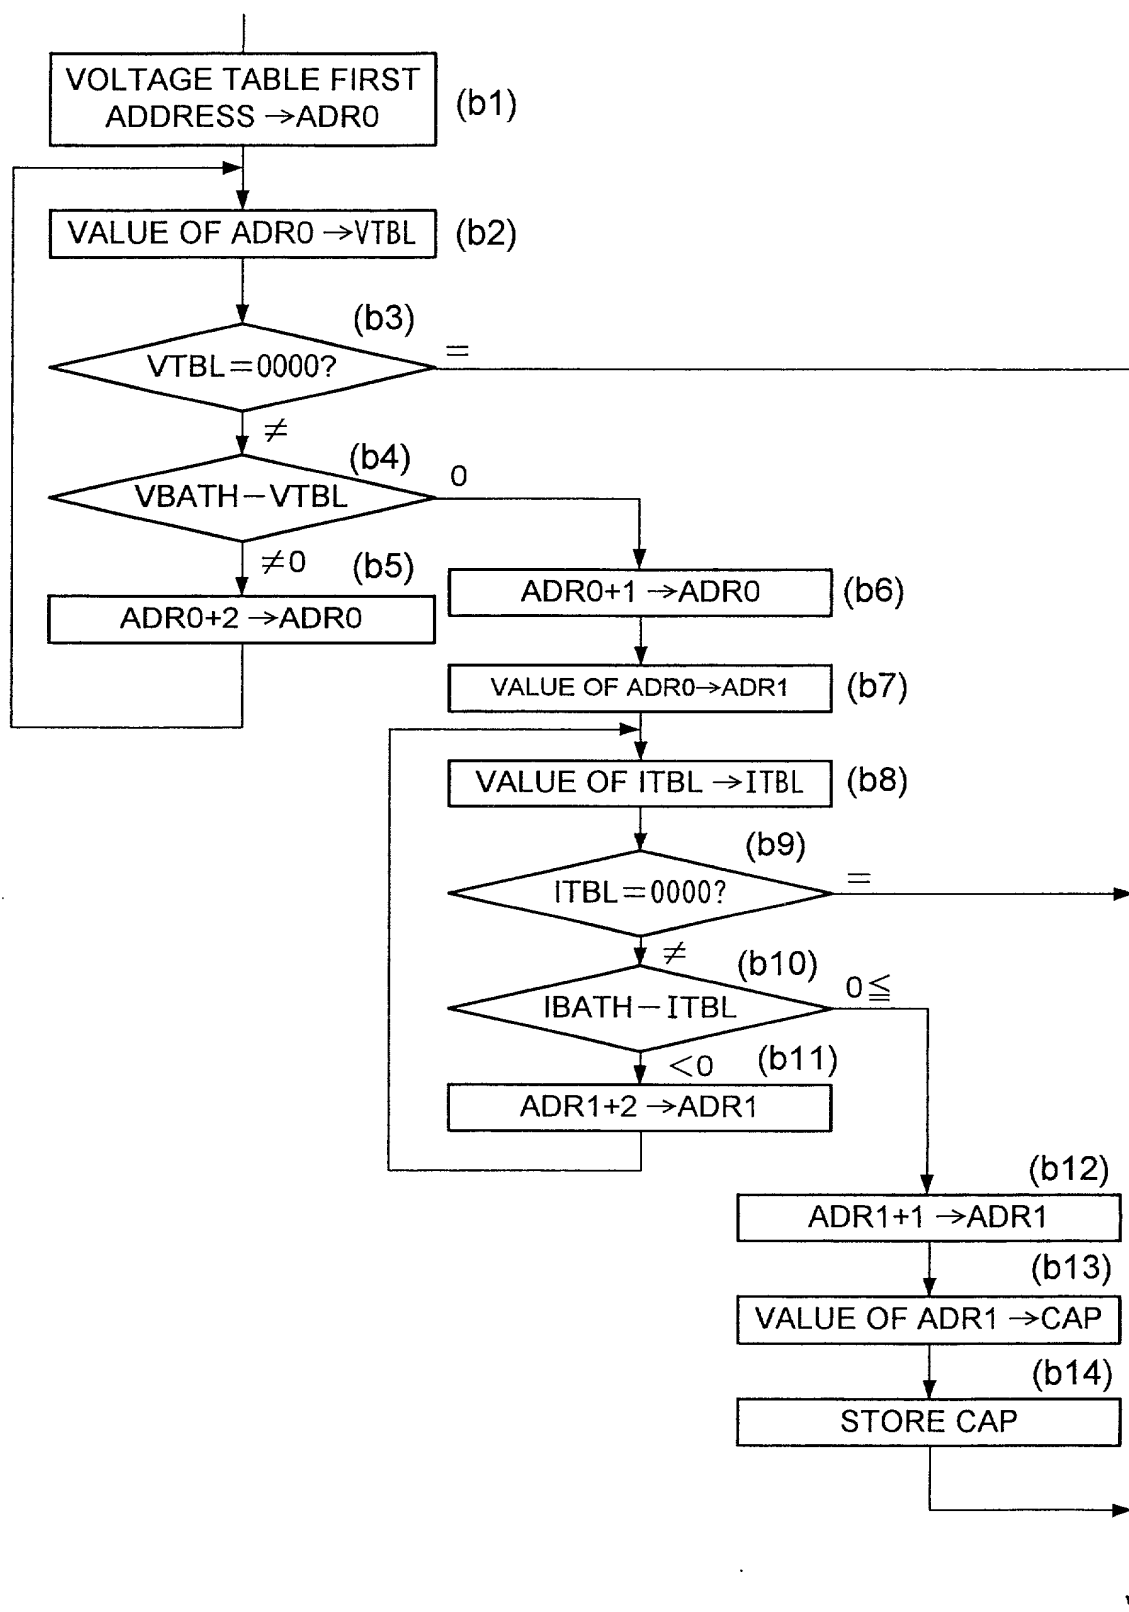 VOLTAGE TABLE FIRST
ADDRESS →ADR0
(b1)
VALUE OF ADR0 →VTBL
(b2)
(b3)
VTBL=0000?
=
≠
(b4)
VBATH-VTBL
0
≠0
(b5)
ADR0+2 →ADR0
ADR0+1 →ADR0
(b6)
VALUE OF ADR0→ADR1
(b7)
VALUE OF ITBL →ITBL
(b8)
(b9)
ITBL=0000?
=
≠
(b10)
IBATH-ITBL
0≦
<0
(b11)
ADR1+2 →ADR1
(b12)
ADR1+1 →ADR1
(b13)
VALUE OF ADR1 →CAP
(b14)
STORE CAP